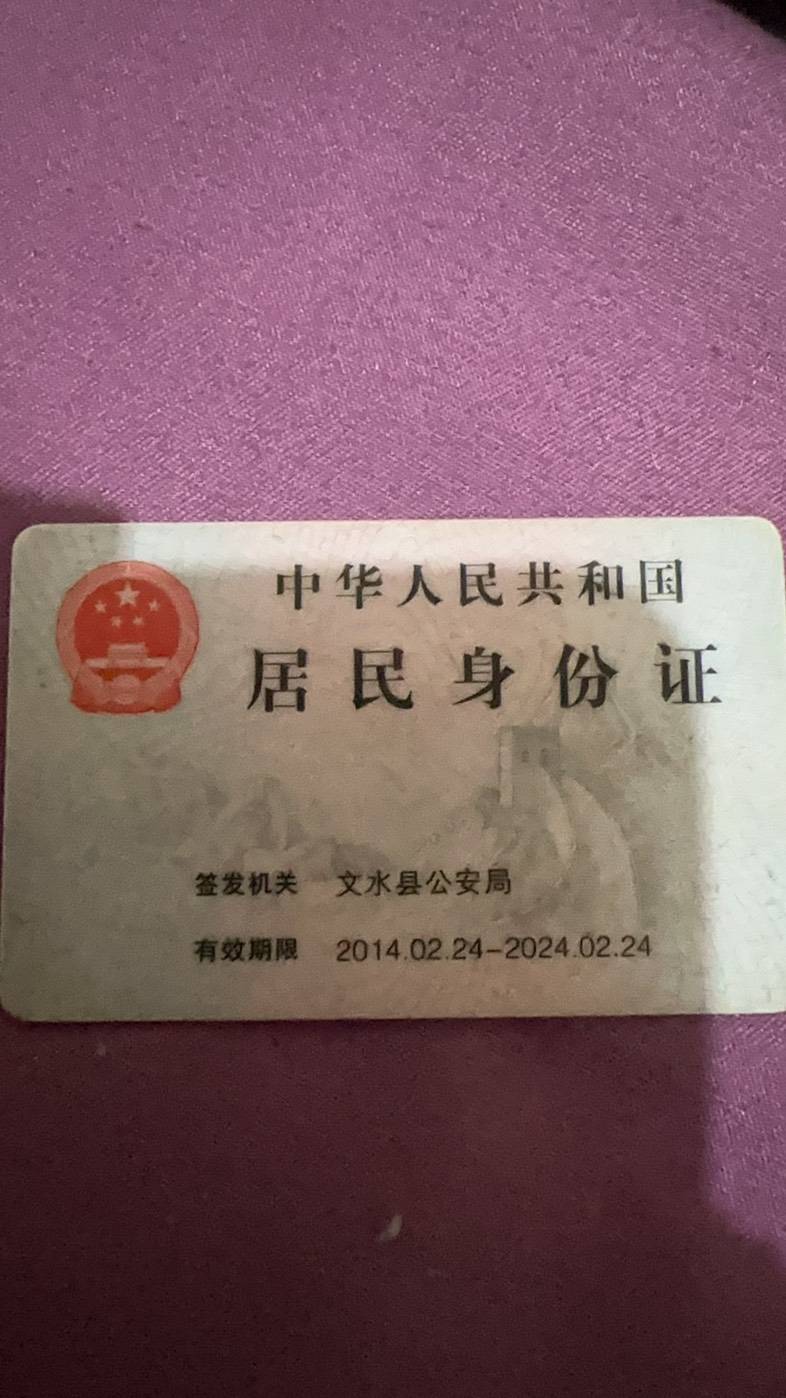 中华人民共和国
居民身份证
签发机关 文水县公安局
有效期限 2014.02.24-2024.02.24